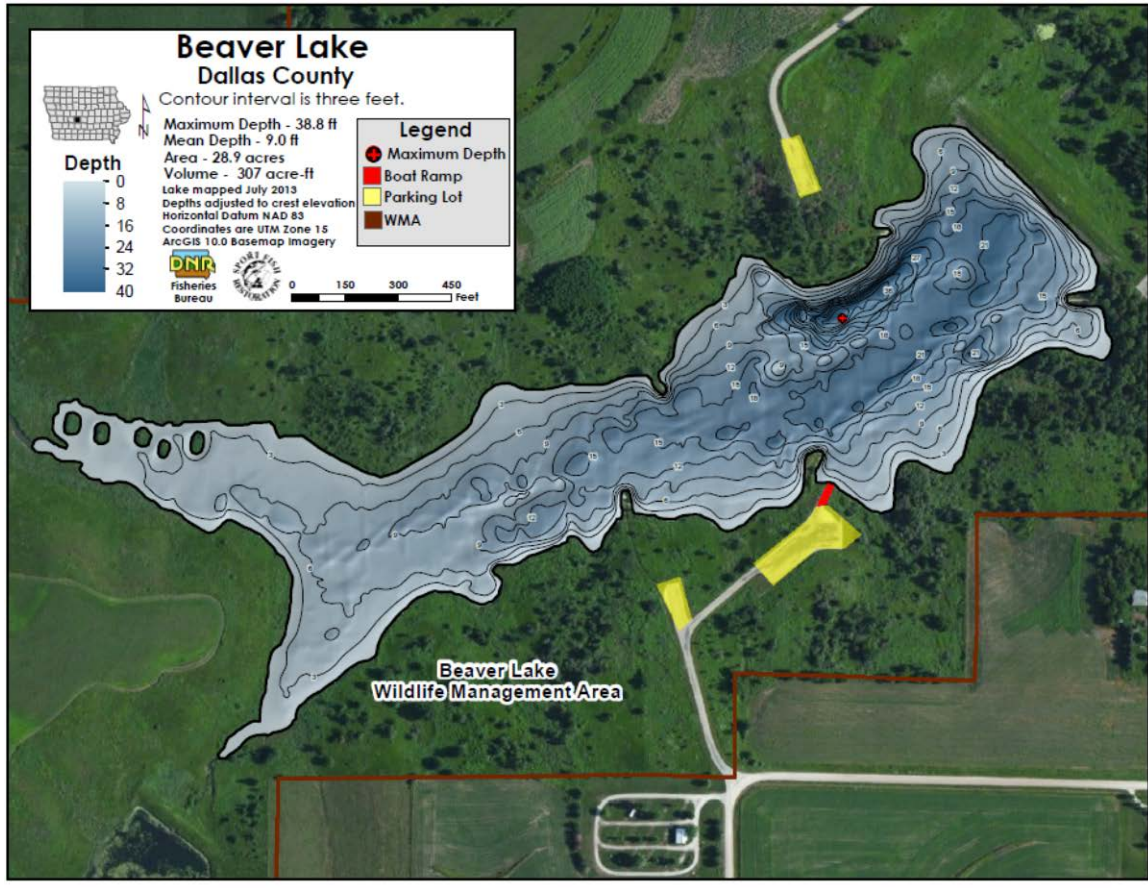 Beaver Lake
Dallas County
Contour interval is three feet.
N
Maximum Depth - 38.8 ft
Mean Depth - 9.0 ft
Area - 28.9 acres
Volume - 307 acre-ft
Lake mapped July 2013
Depths adjusted to crest elevation
Horizontal Datum NAD 83
Coordinates are UTM Zone 15
ArcGIS 10.0 Basemap Imagery
Depth
0
8
16
24
32
40
Legend
Maximum Depth
Boat Ramp
Parking Lot
WMA
DNR
Fisheries
Bureau
SPORT FISH
RESTORATION
0 150 300 450
Feet
Beaver Lake
Wildlife Management Area